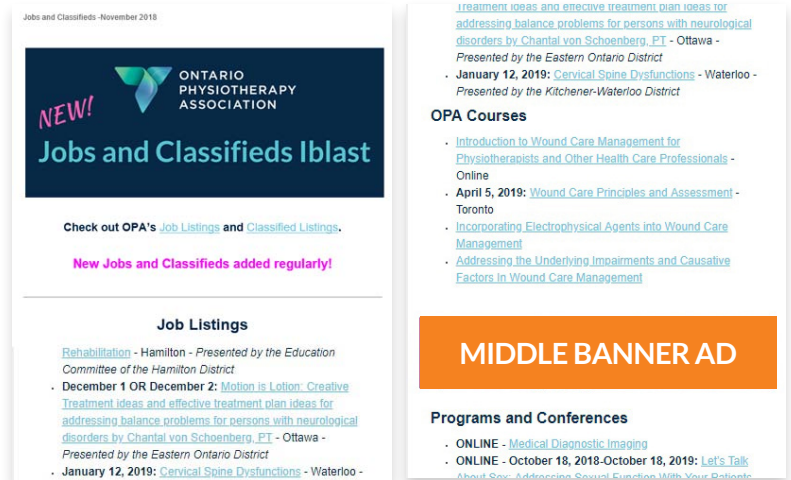 Jobs and Classifieds -November 2018
ONTARIO
PHYSIOTHERAPY
ASSOCIATION
NEW!
Jobs and Classifieds Iblast
Check out OPA's Job Listings and Classified Listings.
New Jobs and Classifieds added regularly!
Job Listings
Rehabilitation - Hamilton - Presented by the Education
Committee of the Hamilton District
December 1 OR December 2: Motion is Lotion: Creative
Treatment ideas and effective treatment plan ideas for
addressing balance problems for persons with neurological
disorders by Chantal von Schoenberg, PT - Ottawa -
Presented by the Eastern Ontario District
January 12, 2019: Cervical Spine Dysfunctions - Waterloo -
Treatment ideas and effective treatment plan ideas for
addressing balance problems for persons with neurological
disorders by Chantal von Schoenberg, PT - Ottawa -
Presented by the Eastern Ontario District
January 12, 2019: Cervical Spine Dysfunctions - Waterloo -
Presented by the Kitchener-Waterloo District
OPA Courses
Introduction to Wound Care Management for
Physiotherapists and Other Health Care Professionals -
Online
April 5, 2019: Wound Care Principles and Assessment -
Toronto
Incorporating Electrophysical Agents into Wound Care
Management
Addressing the Underlying Impairments and Causative
Factors In Wound Care Management
MIDDLE BANNER AD
Programs and Conferences
ONLINE - Medical Diagnostic Imaging
ONLINE - October 18, 2018-October 18, 2019: Let's Talk
About Sex: Addressing Sexual Function With Your Patients